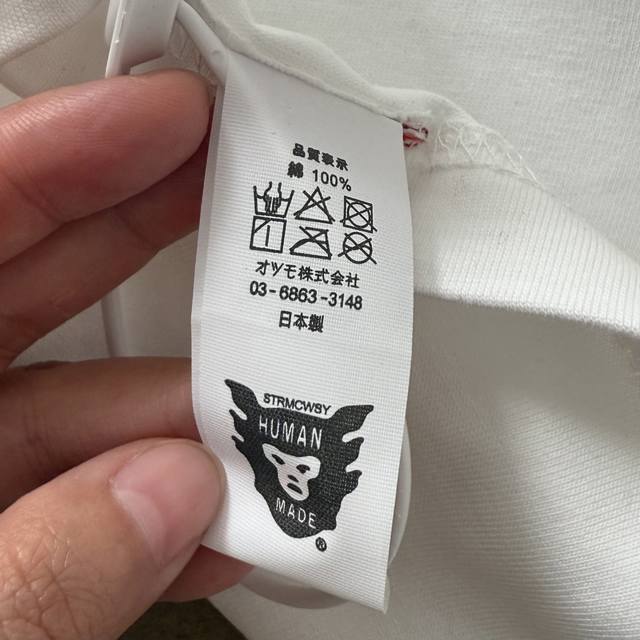 品質表示
綿 100%
オツモ株式会社
03-6863-3148
日本製
STRMCWBY
HUMAN
MADE
®